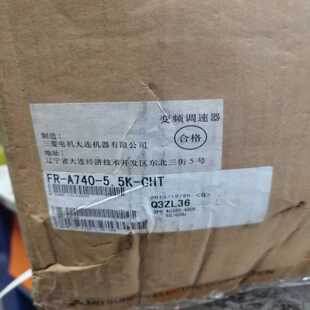 变频调速器
合格
制造：
三菱电机大连机器有限公司
地址：
辽宁省大连经济技术开发区东北三街5号
FR-A740-5.5K-CHT
Q3ZL36